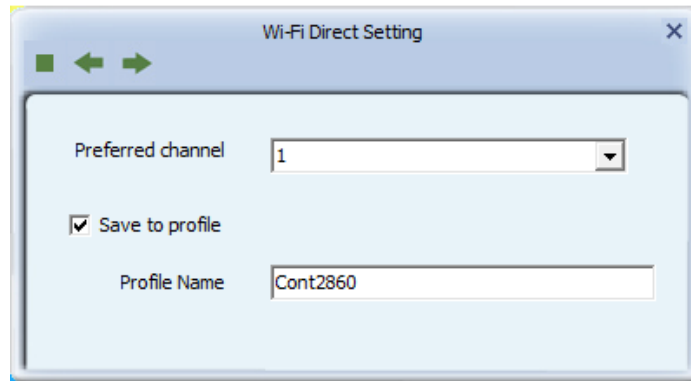 Wi-Fi Direct Setting
Preferred channel
1
Save to profile
Profile Name
Cont2860